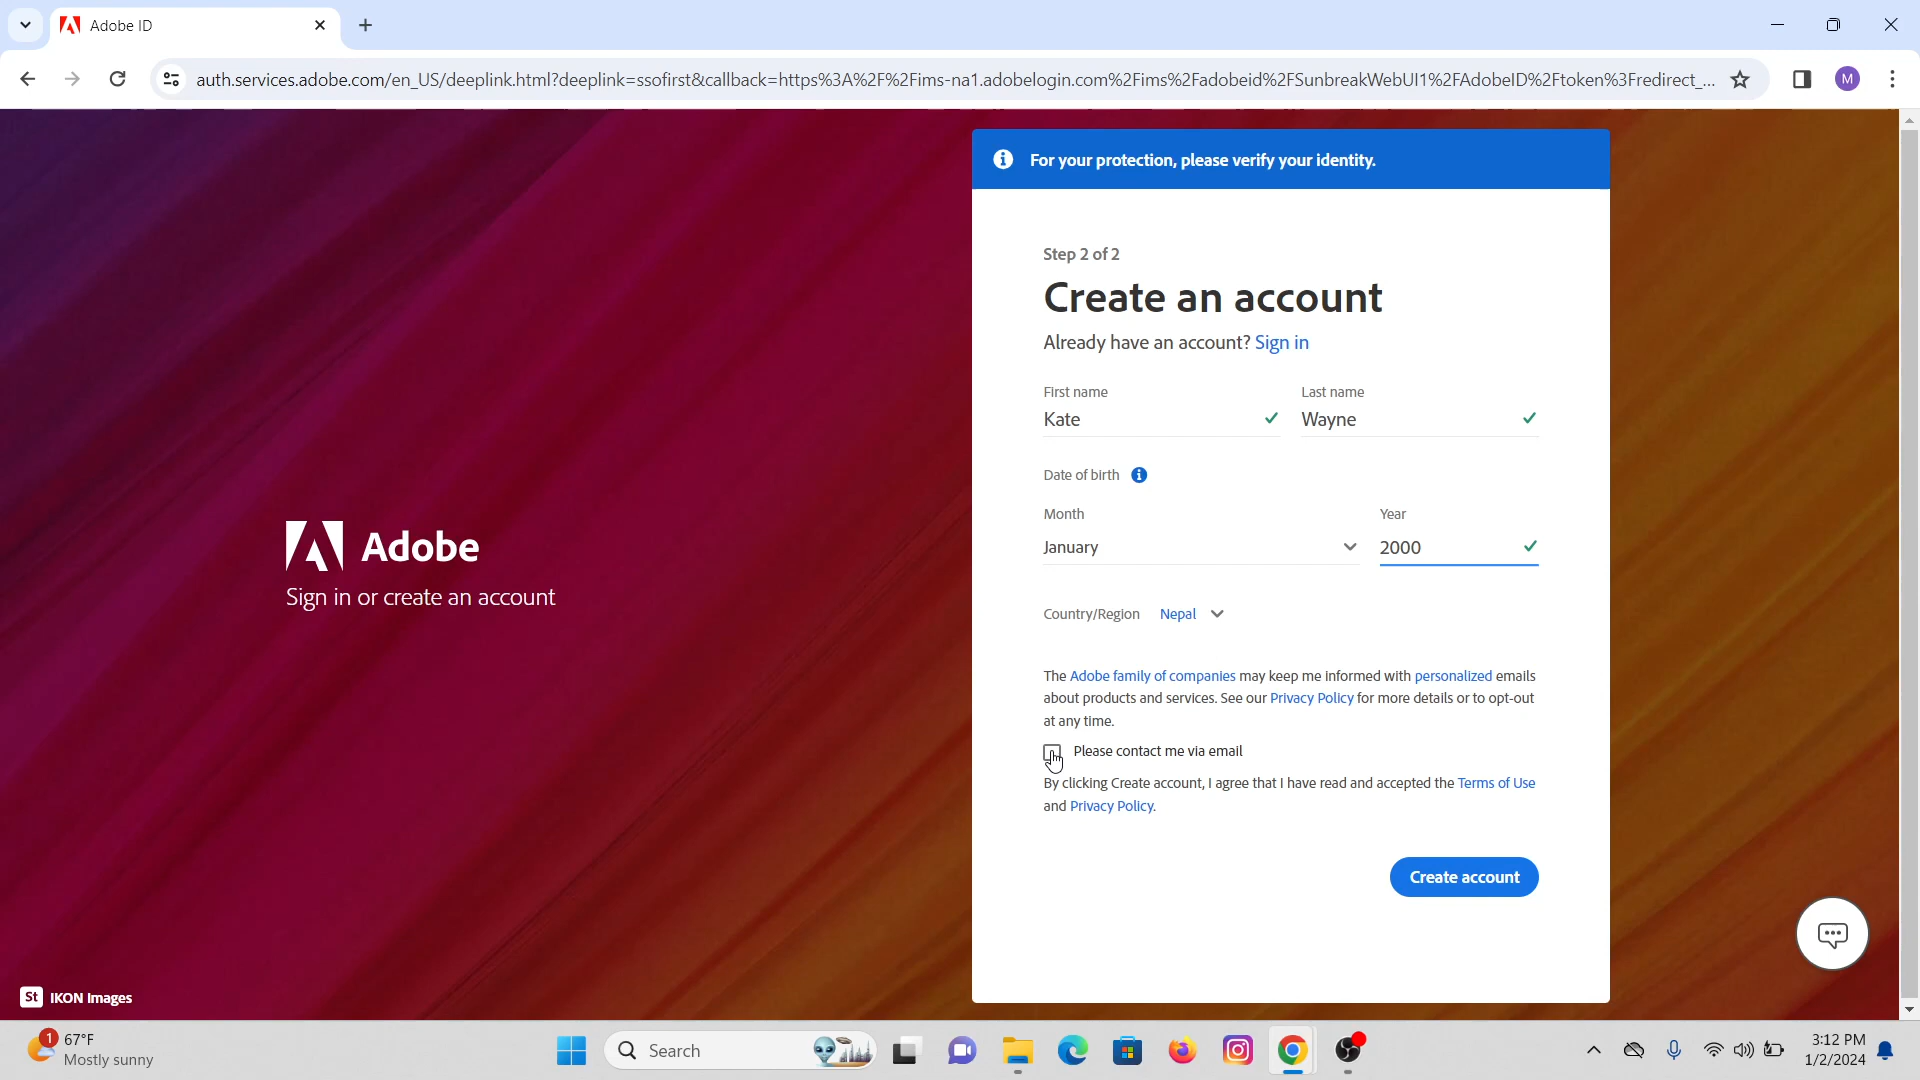 Adobe ID
auth.services.adobe.com/en_US/deeplink.html?deeplink=ssofirst&callback=https%3A%2F%2Fims-na1.adobelogin.com%2Fims%2Fadobeid%2FSunbreakWebUI1%2FAdobeID%2Ftoken%3Fredirect_...
M
For your protection, please verify your identity.
Step 2 of 2
Create an account
Already have an account? Sign in
First name
Last name
Kate
Wayne
Date of birth
Month
Year
January
2000
Adobe
Sign in or create an account
Country/Region Nepal
The Adobe family of companies may keep me informed with personalized emails
about products and services. See our Privacy Policy for more details or to opt-out
at any time.
Please contact me via email
By clicking Create account, I agree that I have read and accepted the Terms of Use
and Privacy Policy.
Create account
St IKON Images
1
67°F
Mostly sunny
Search
3:12 PM
1/2/2024